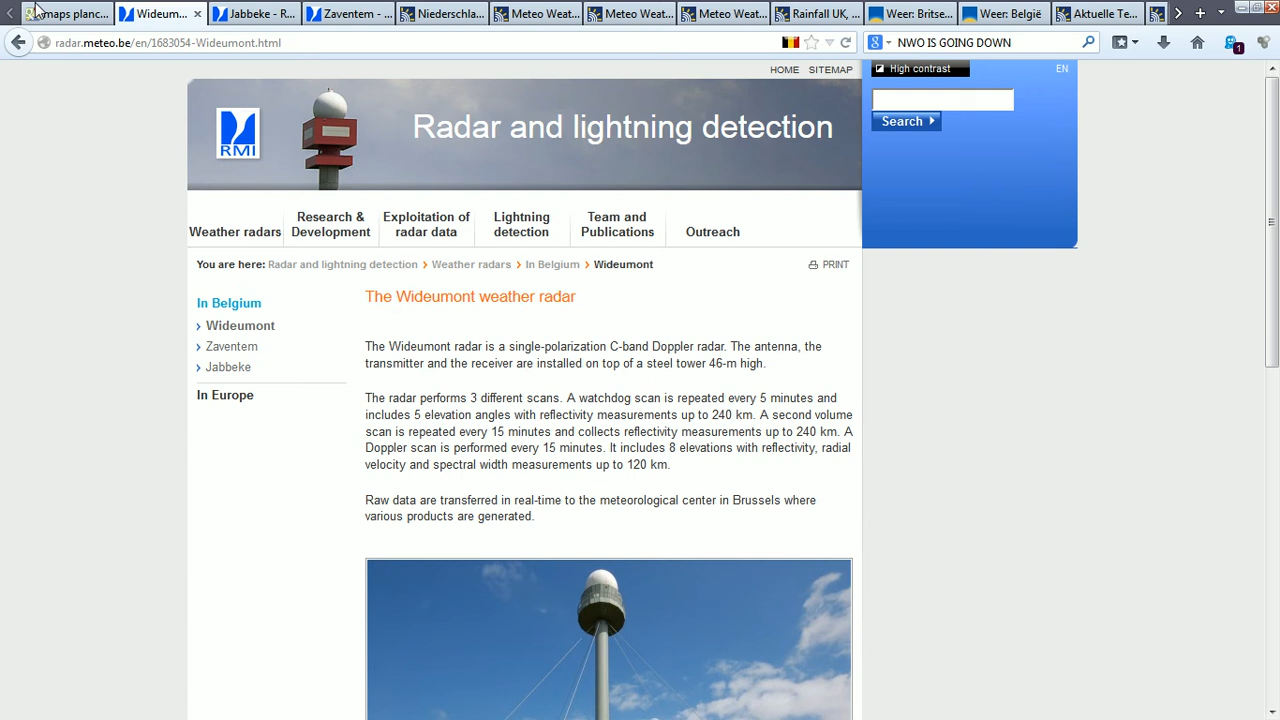 maps planc...
Wideum...
Jabbeke - R...
Zaventem - ...
Niederschla...
Meteo Weat...
Meteo Weat...
Meteo Weat...
Rainfall UK, ...
Weer: Britse...
Weer: België
Aktuelle Te...
radar.meteo.be/en/1683054-Wideumont.html
NWO IS GOING DOWN
1
HOME SITEMAP
High contrast
EN
Search
RMI
Radar and lightning detection
Weather radars
Research & Development
Exploitation of radar data
Lightning detection
Team and Publications
Outreach
You are here: Radar and lightning detection > Weather radars > In Belgium > Wideumont
PRINT
In Belgium
Wideumont
Zaventem
Jabbeke
In Europe
The Wideumont weather radar
The Wideumont radar is a single-polarization C-band Doppler radar. The antenna, the
transmitter and the receiver are installed on top of a steel tower 46-m high.
The radar performs 3 different scans. A watchdog scan is repeated every 5 minutes and
includes 5 elevation angles with reflectivity measurements up to 240 km. A second volume
scan is repeated every 15 minutes and collects reflectivity measurements up to 240 km. A
Doppler scan is performed every 15 minutes. It includes 8 elevations with reflectivity, radial
velocity and spectral width measurements up to 120 km.
Raw data are transferred in real-time to the meteorological center in Brussels where
various products are generated.